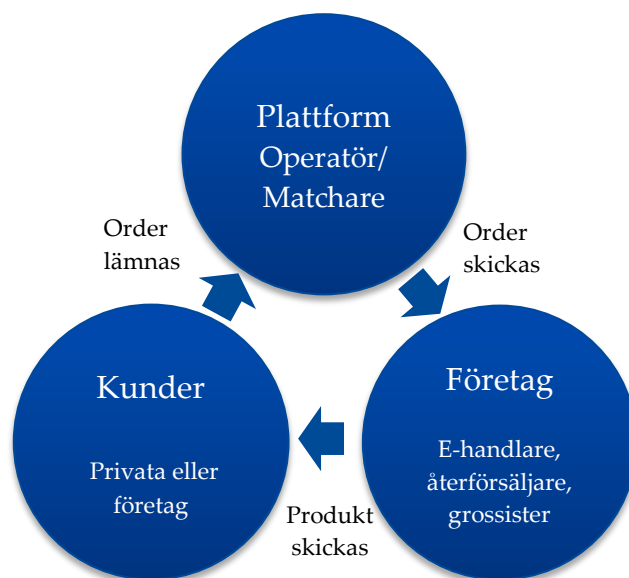 Plattform
Operatör/
Matchare
Order
lämnas
Order
skickas
Kunder
Privata eller
företag
Företag
E-handlare,
återförsäljare,
grossister
Produkt
skickas